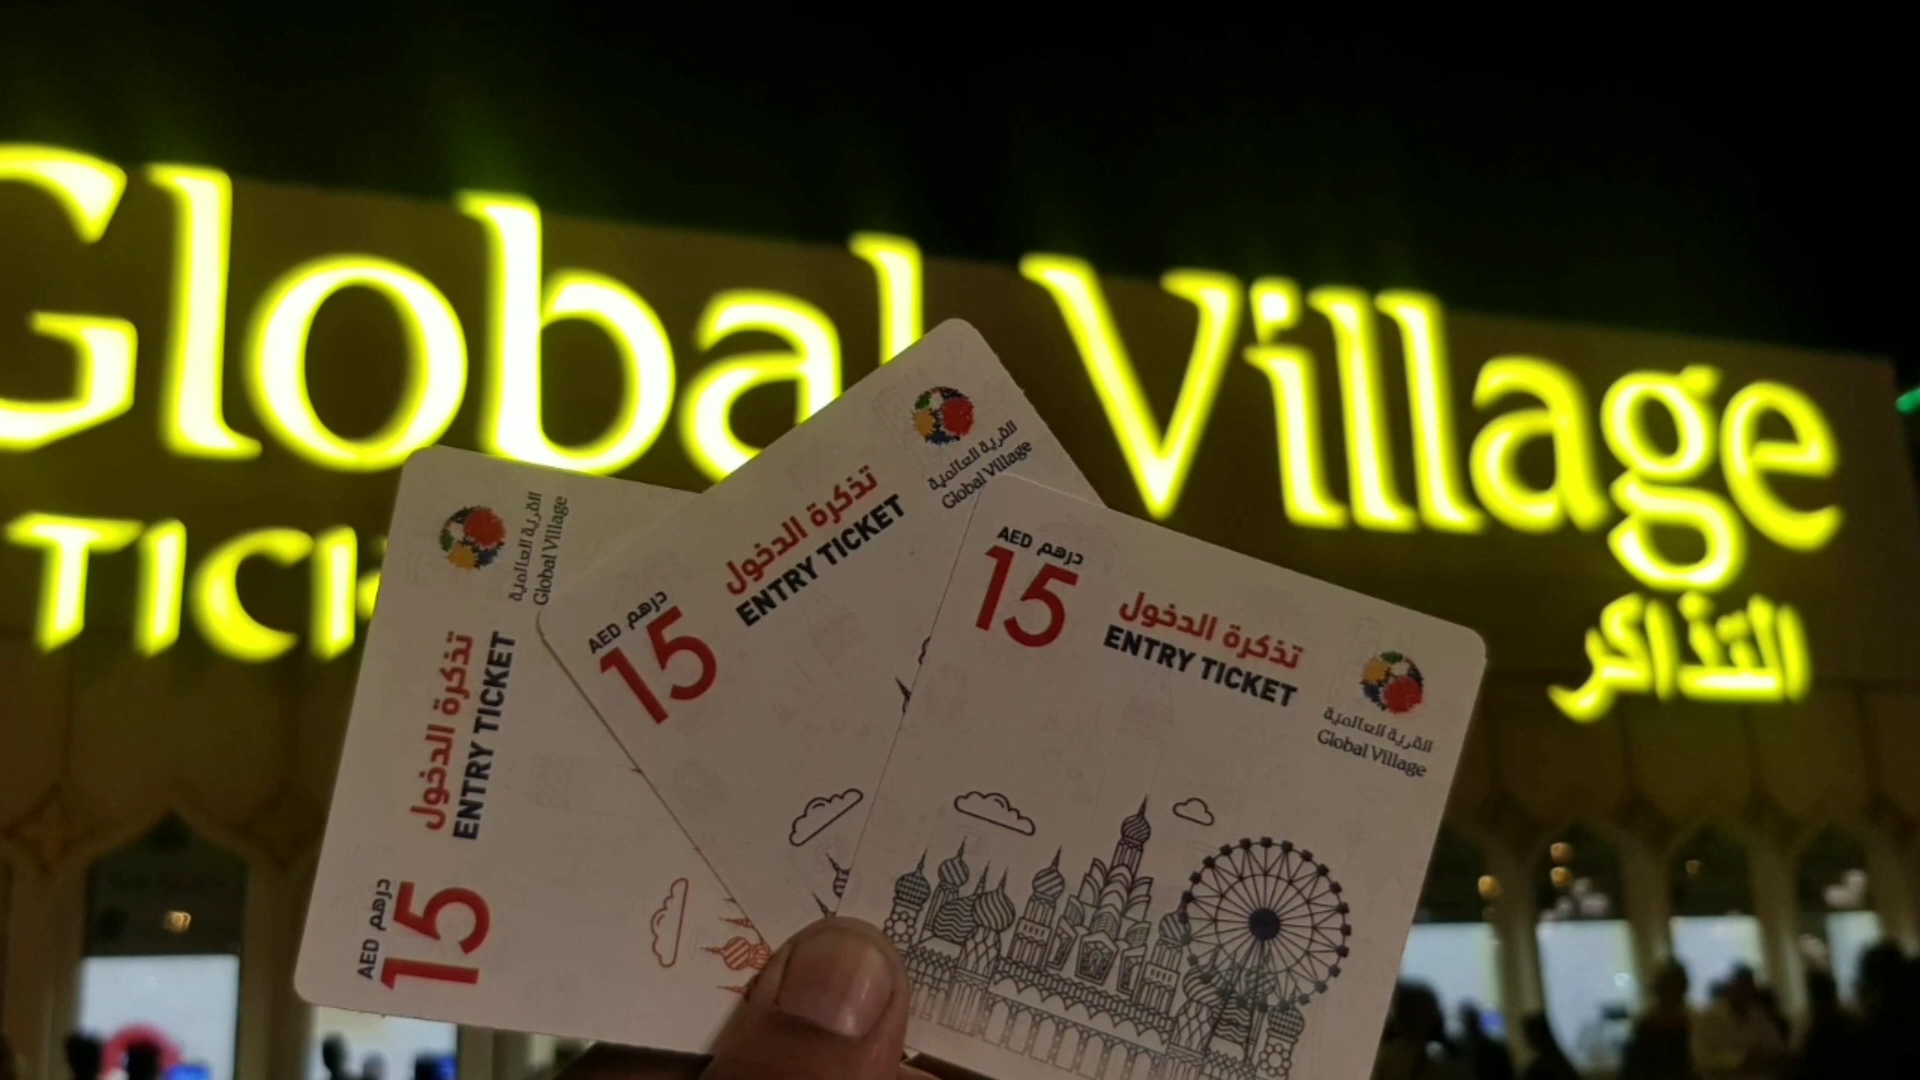 Global Village
TICK
التذاكر
القرية العالمية
Global Village
تذكرة الدخول
ENTRY TICKET
AED درهم
15
القرية العالمية
Global Village
تذكرة الدخول
ENTRY TICKET
AED درهم
15
AED درهم
15
تذكرة الدخول
ENTRY TICKET
القرية العالمية
Global Village